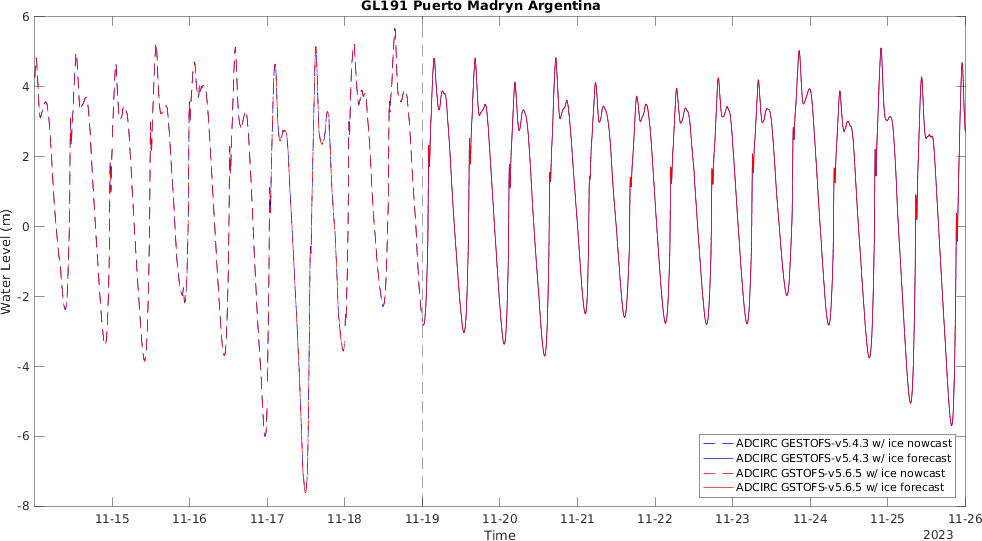 GL191 Puerto Madryn Argentina
Water Level (m)
6
4
2
0
-2
-4
-6
-8
ADCIRC GESTOFS-v5.4.3 w/ ice nowcast
ADCIRC GESTOFS-v5.4.3 w/ ice forecast
ADCIRC GSTOFS-v5.6.5 w/ ice nowcast
ADCIRC GSTOFS-v5.6.5 w/ ice forecast
11-15 11-16 11-17 11-18 11-19 11-20 11-21 11-22 11-23 11-24 11-25 11-26
Time
2023